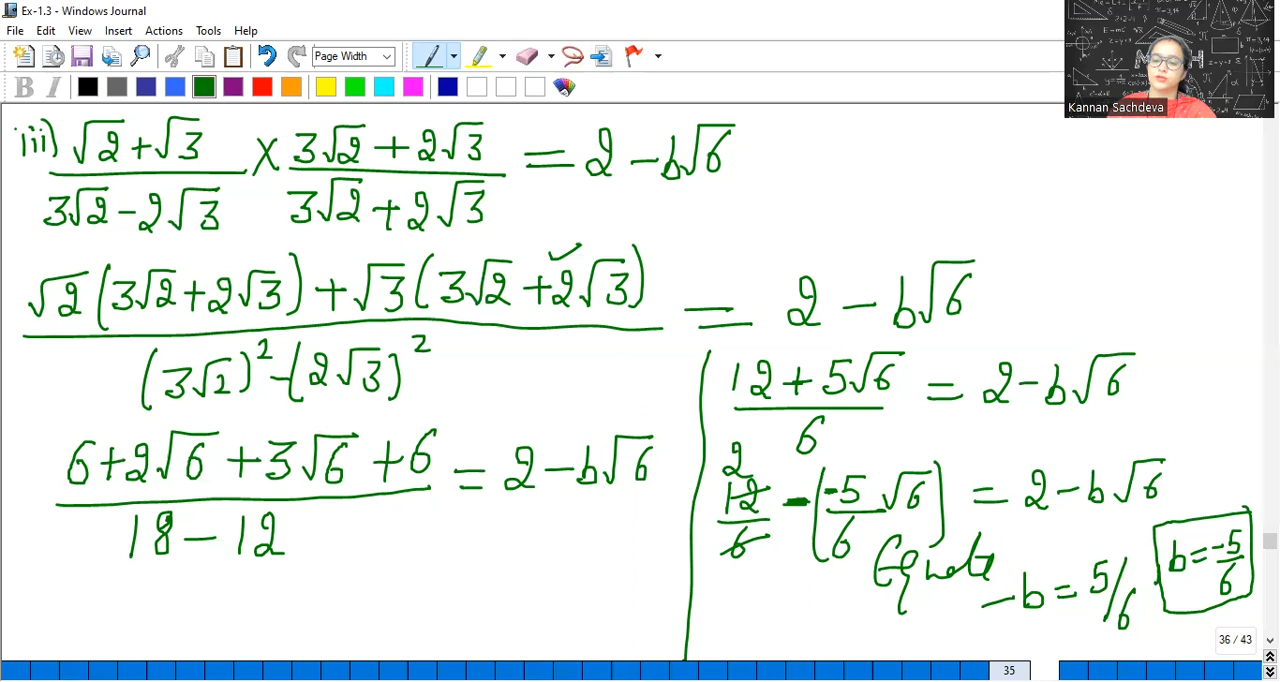 Ex-1.3 - Windows Journal
File Edit View Insert Actions Tools Help
Page Width
B I
Kannan Sachdeva
iii) (√2+√3)/(3√2-2√3) × (3√2+2√3)/(3√2+2√3) = 2-b√6
(√2(3√2+2√3)+√3(3√2+2√3))/((3√2)²-(2√3)²) = 2-b√6
(6+2√6+3√6+6)/(18-12) = 2-b√6
(12+5√6)/6 = 2-b√6
2
12/6 - (-5/6 √6) = 2-b√6
Equate -b = 5/6
b = -5/6
36 / 43
35